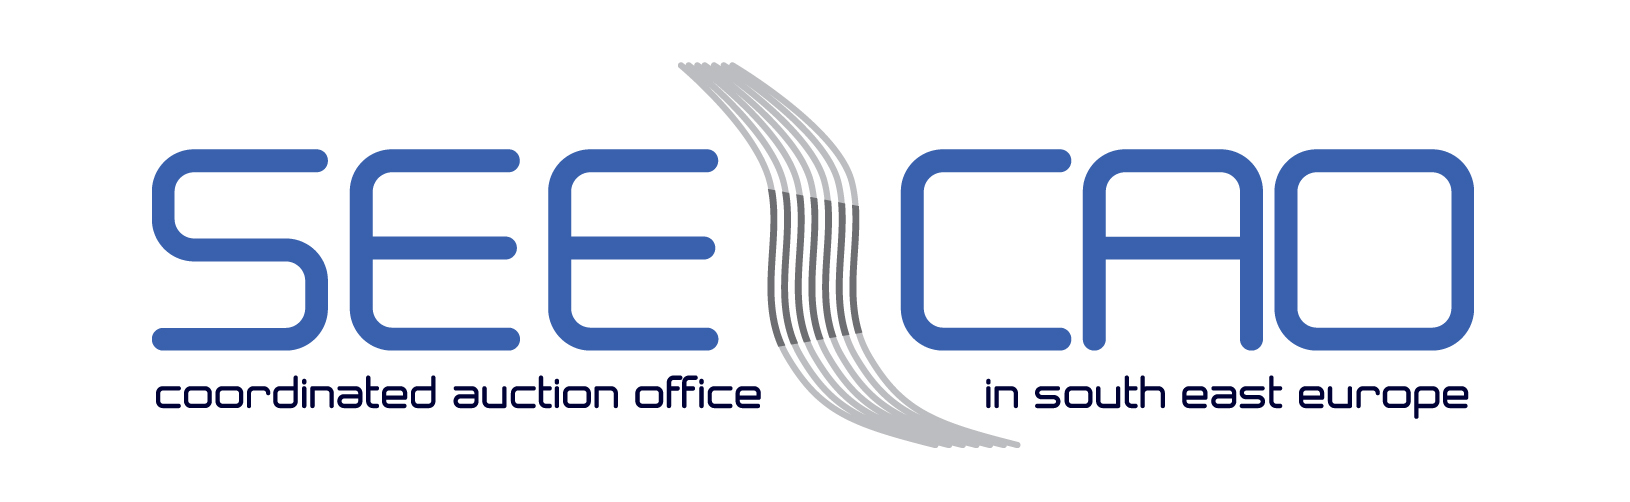 SEE CAO
coordinated auction office in south east europe